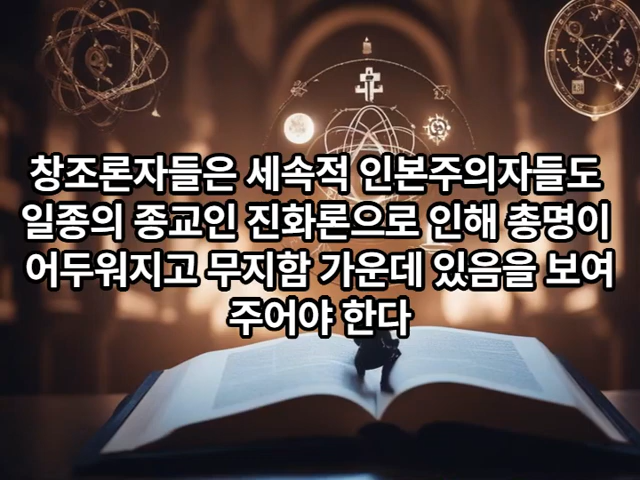 창조론자들은 세속적 인본주의자들도
일종의 종교인 진화론으로 인해 총명이
어두워지고 무지함 가운데 있음을 보여
주어야 한다